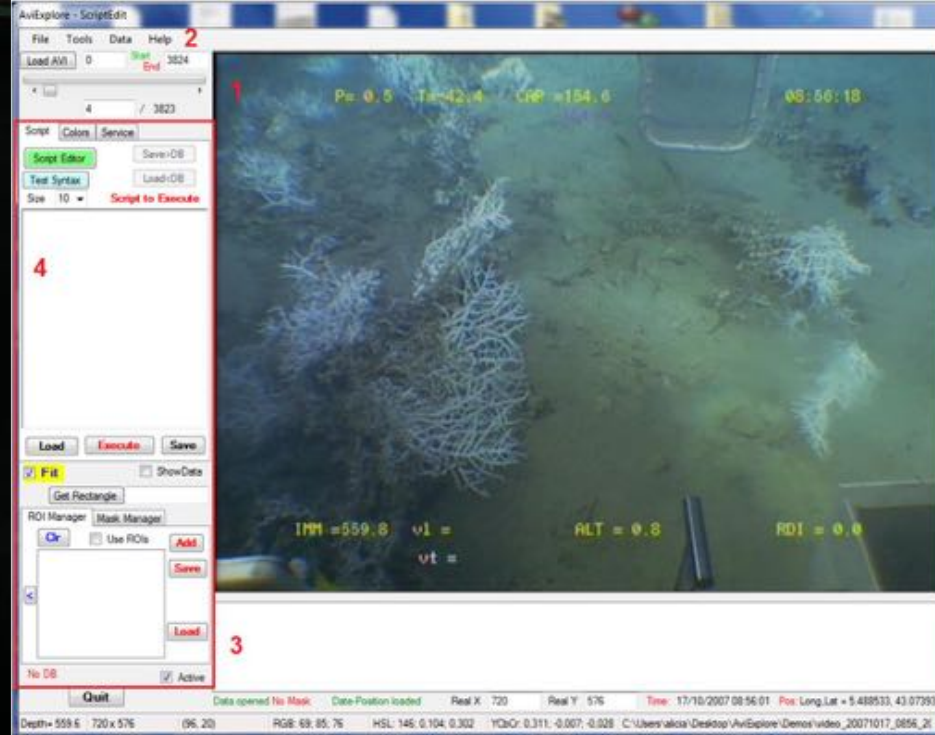 AviExplore - ScriptEdit
File Tools Data Help 2
Load AVI 0 Start End 3824
4 / 3823
1
P= 0.5 T=-42.4 CAP =154.6 08:56:18
Script Colors Service
Script Editor Save>DB
Test Syntax Load<DB
Size 10 Script to Execute
4
Load Execute Save
Fit ShowData
Get Rectangle
ROI Manager Mask Manager
Clr Use ROIs Add
Save
<
Load
IMM =559.8 vl = ALT = 0.8 RDI = 0.0
vt =
3
No DB Active
Quit
Data opened No Mask Date-Position loaded Real X 720 Real Y 576 Time: 17/10/2007 08:56:01 Pos: Long,Lat = 5.488533, 43.07393
Depth= 559.6 720 x 576 (96, 20) RGB: 69; 85; 76 HSL: 146; 0.104; 0.302 YCbCr: 0.311; -0.007; -0.028 C:\Users\alicia\Desktop\AviExplore\Demos\video_20071017_0856_2